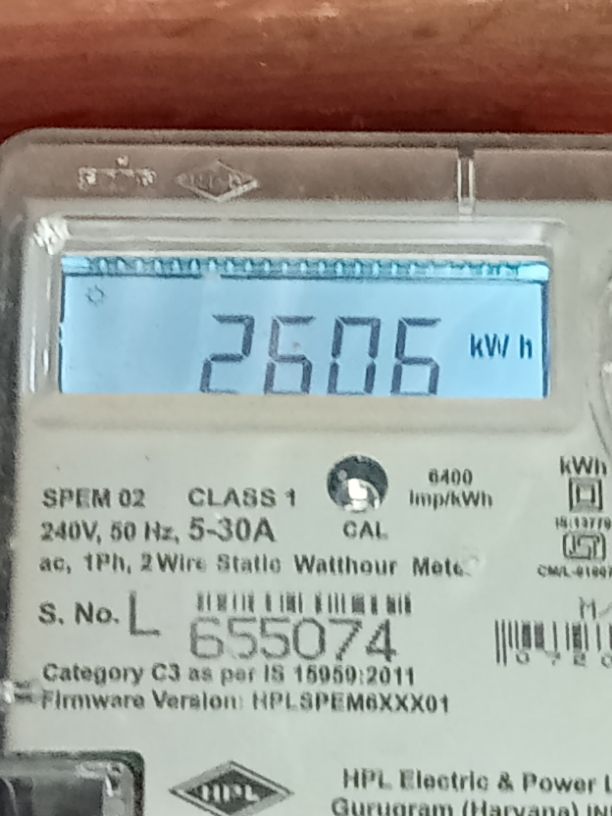 2606 kW h
6400
kWh
SPEM 02 CLASS 1
Imp/kWh
240V, 50 Hz, 5-30A
CAL
ac, 1Ph, 2 Wire Static Watthour
S. No. L 655074
Category C3 as per IS 15959:2011
Firmware Version: HPLSPEM6XXX01
HPL
HPL Electric & Power
Gurugram (Haryana)